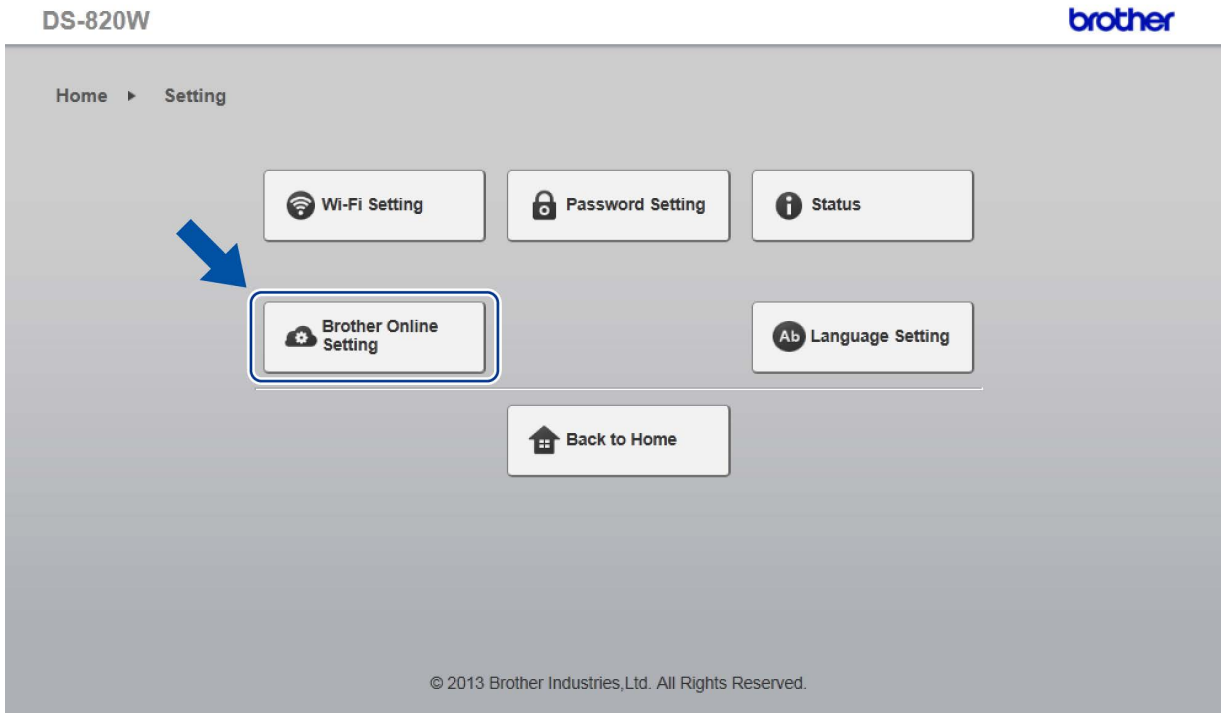 DS-820W
brother
Home ▶ Setting
Wi-Fi Setting
Password Setting
Status
Brother Online
Setting
Ab
Language Setting
Back to Home
© 2013 Brother Industries,Ltd. All Rights Reserved.